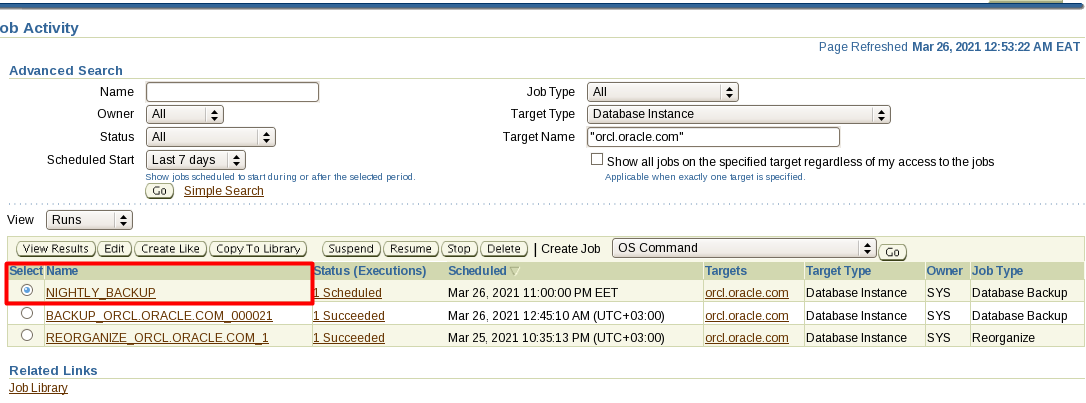 ob Activity
Page Refreshed Mar 26, 2021 12:53:22 AM EAT
Advanced Search
Name Job Type All
Owner All Target Type Database Instance
Status All Target Name "orcl.oracle.com"
Scheduled Start Last 7 days Show all jobs on the specified target regardless of my access to the jobs
Show jobs scheduled to start during or after the selected period. Applicable when exactly one target is specified.
Go Simple Search
View Runs
View Results Edit Create Like Copy To Library Suspend Resume Stop Delete | Create Job OS Command Go
Select Name Status (Executions) Scheduled Targets Target Type Owner Job Type
NIGHTLY_BACKUP 1 Scheduled Mar 26, 2021 11:00:00 PM EET orcl.oracle.com Database Instance SYS Database Backup
BACKUP_ORCL.ORACLE.COM_000021 1 Succeeded Mar 26, 2021 12:45:10 AM (UTC+03:00) orcl.oracle.com Database Instance SYS Database Backup
REORGANIZE_ORCL.ORACLE.COM_1 1 Succeeded Mar 25, 2021 10:35:13 PM (UTC+03:00) orcl.oracle.com Database Instance SYS Reorganize
Related Links
Job Library